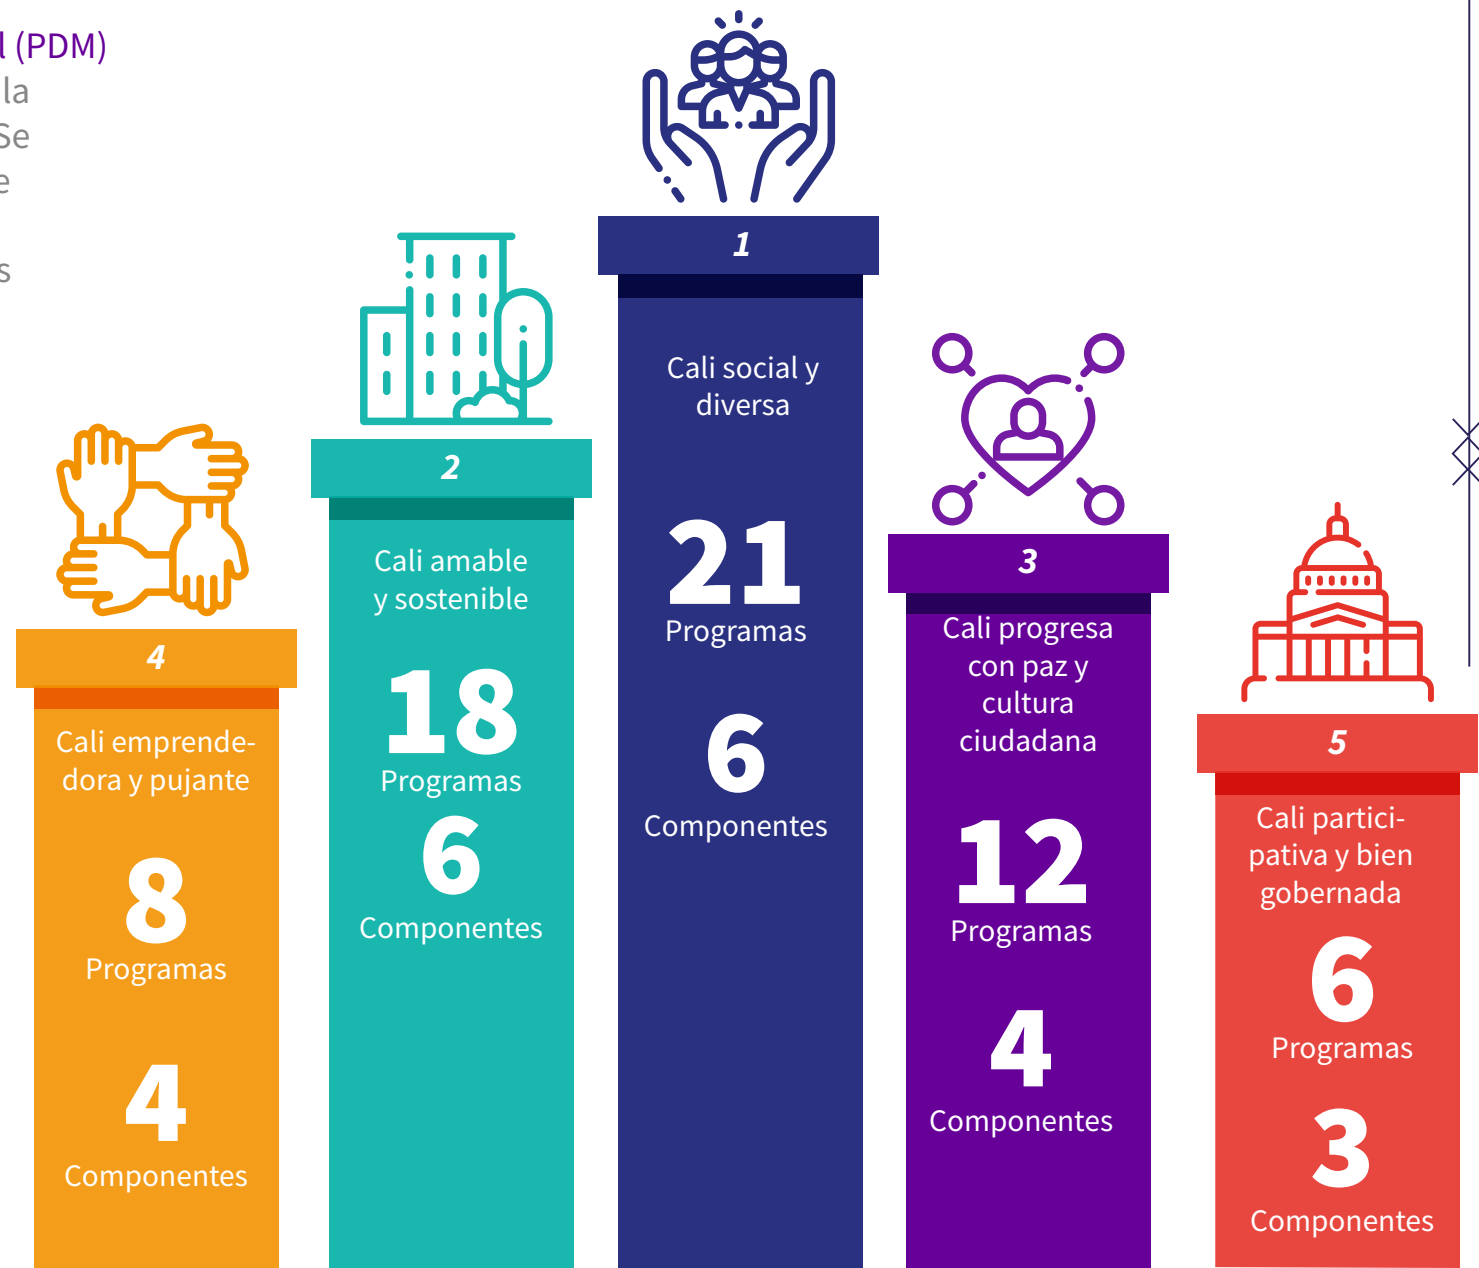 l (PDM)
la
Se
e
s
1
Cali social y
diversa
21
Programas
6
Componentes
2
Cali amable
y sostenible
18
Programas
6
Componentes
3
Cali progresa
con paz y
cultura
ciudadana
12
Programas
4
Componentes
4
Cali emprende-
dora y pujante
8
Programas
4
Componentes
5
Cali partici-
pativa y bien
gobernada
6
Programas
3
Componentes